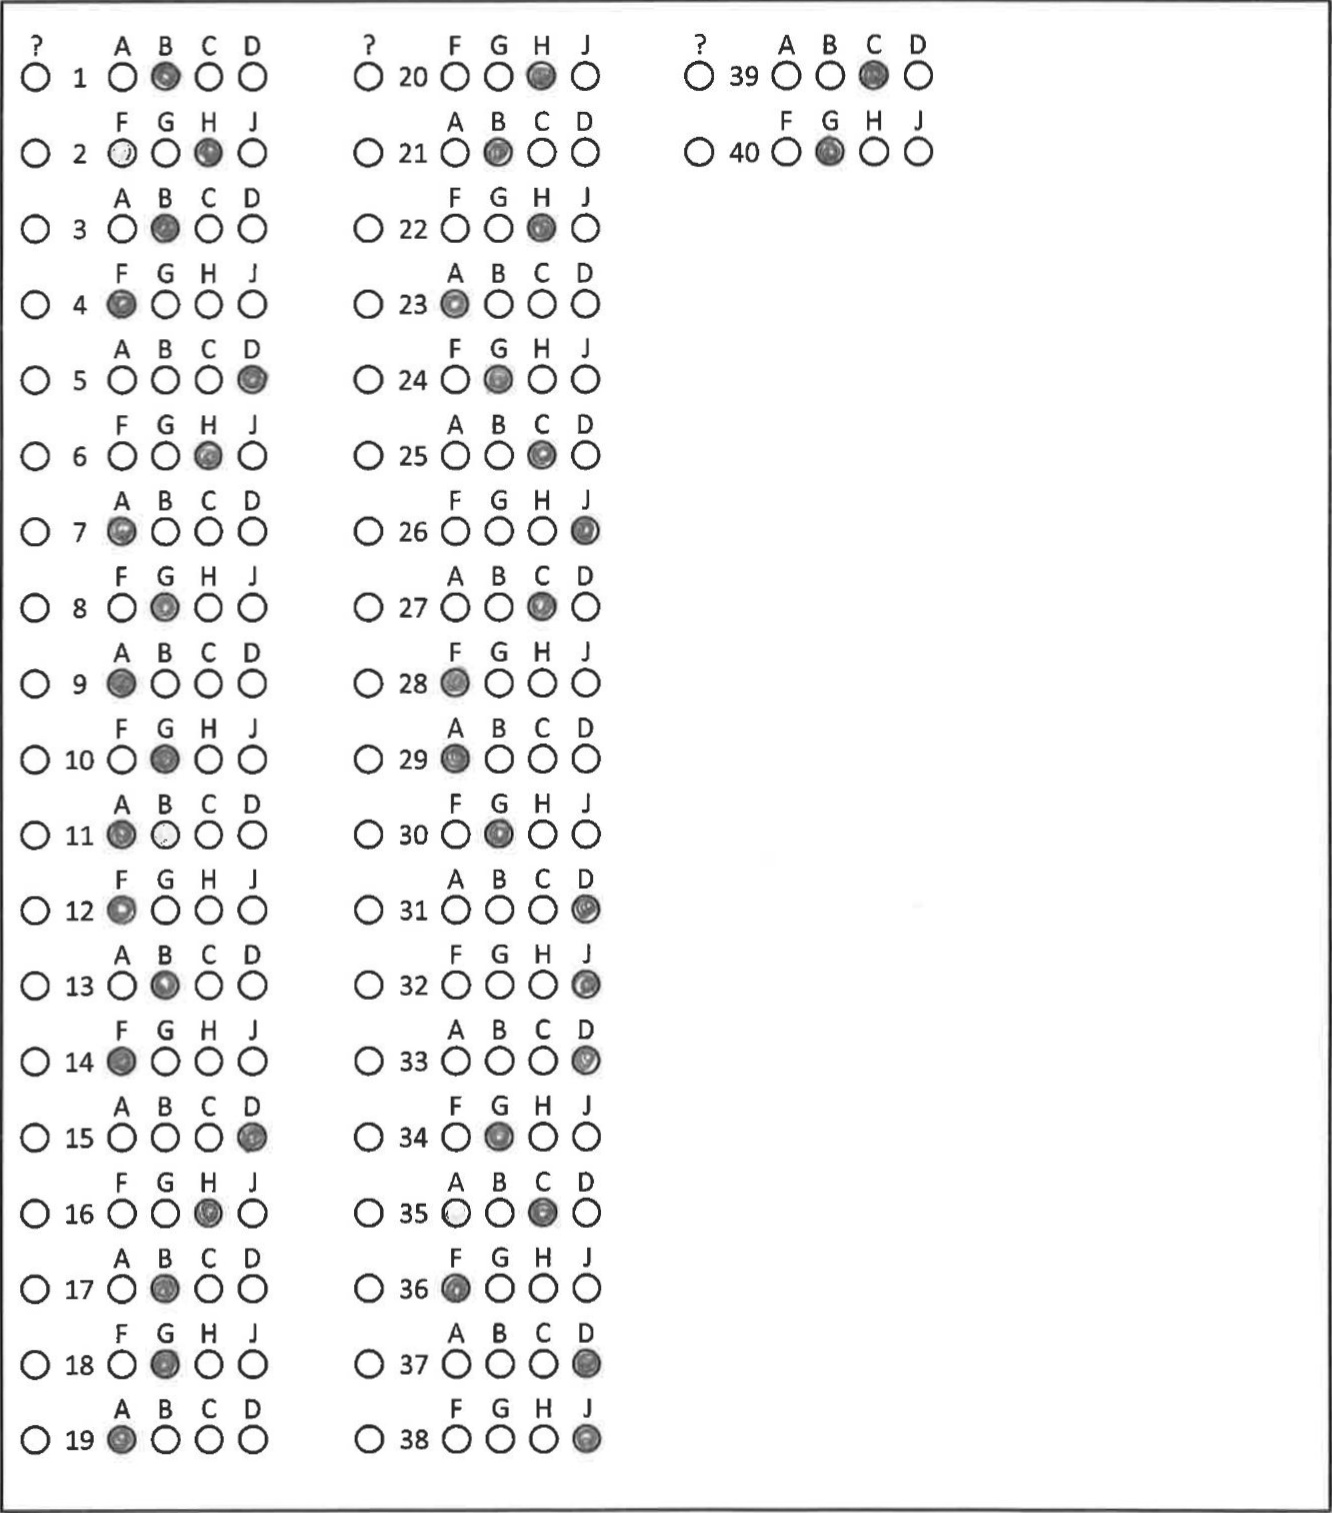 ? A B C D
1
F G H J
2
A B C D
3
F G H J
4
A B C D
5
F G H J
6
A B C D
7
F G H J
8
A B C D
9
F G H J
10
A B C D
11
F G H J
12
A B C D
13
F G H J
14
A B C D
15
F G H J
16
A B C D
17
F G H J
18
A B C D
19
? F G H J
20
A B C D
21
F G H J
22
A B C D
23
F G H J
24
A B C D
25
F G H J
26
A B C D
27
F G H J
28
A B C D
29
F G H J
30
A B C D
31
F G H J
32
A B C D
33
F G H J
34
A B C D
35
F G H J
36
A B C D
37
F G H J
38
? A B C D
39
F G H J
40